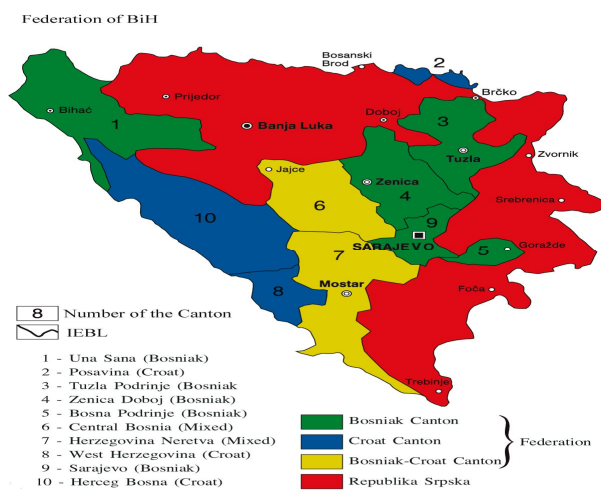 Federation of BiH
Bosanski
Brod
2
Brčko
Prijedor
Bihać
1
Banja Luka
Doboj
3
Tuzla
Zvornik
Jajce
Zenica
4
Srebrenica
6
9
10
SARAJEVO
5
Goražde
7
Mostar
8
Foča
Trebinje
8 Number of the Canton
IEBL
1 - Una Sana (Bosniak)
2 - Posavina (Croat)
3 - Tuzla Podrinje (Bosniak
4 - Zenica Doboj (Bosniak)
5 - Bosna Podrinje (Bosniak)
6 - Central Bosnia (Mixed)
7 - Herzegovina Neretva (Mixed)
8 - West Herzegovina (Croat)
9 - Sarajevo (Bosniak)
10 - Herceg Bosna (Croat)
Bosniak Canton
Croat Canton
Bosniak-Croat Canton
Federation
Republika Srpska